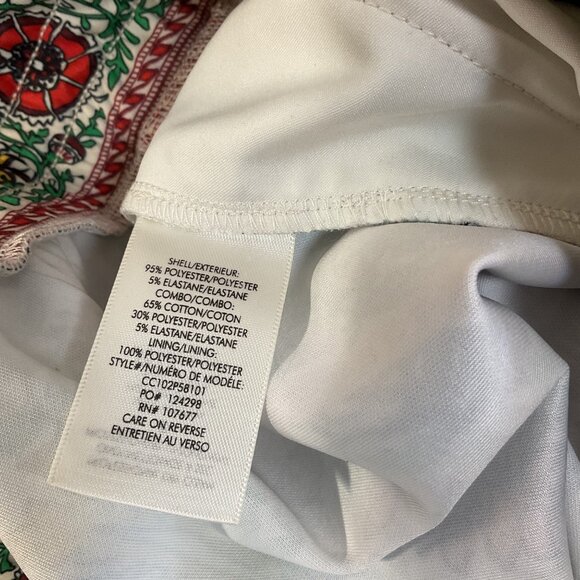 SHELL/EXTERIEUR:
95% POLYESTER/POLYESTER
5% ELASTANE/ELASTANE
COMBO/COMBO:
65% COTTON/COTON
30% POLYESTER/POLYESTER
5% ELASTANE/ELASTANE
LINING/LINING:
100% POLYESTER/POLYESTER
STYLE#/NUMÉRO DE MODÉLE:
CC102P58101
PO# 124298
RN# 107677
CARE ON REVERSE
ENTRETIEN AU VERSO